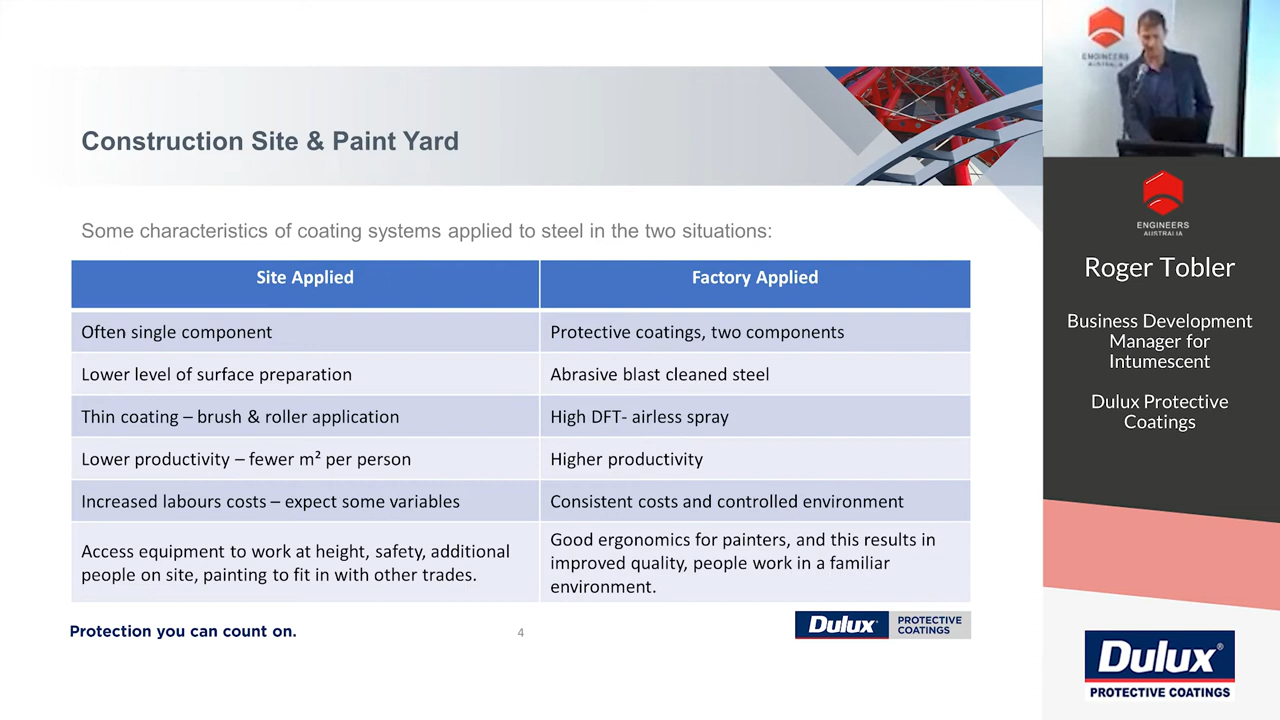 Construction Site & Paint Yard
Some characteristics of coating systems applied to steel in the two situations:
Site Applied
Factory Applied
Often single component
Protective coatings, two components
Lower level of surface preparation
Abrasive blast cleaned steel
Thin coating – brush & roller application
High DFT- airless spray
Lower productivity – fewer m² per person
Higher productivity
Increased labours costs – expect some variables
Consistent costs and controlled environment
Access equipment to work at height, safety, additional
people on site, painting to fit in with other trades.
Good ergonomics for painters, and this results in
improved quality, people work in a familiar
environment.
Protection you can count on.
4
Dulux
PROTECTIVE
COATINGS
ENGINEERS
AUSTRALIA
ENGINEERS
AUSTRALIA
Roger Tobler
Business Development
Manager for
Intumescent
Dulux Protective
Coatings
Dulux®
PROTECTIVE COATINGS